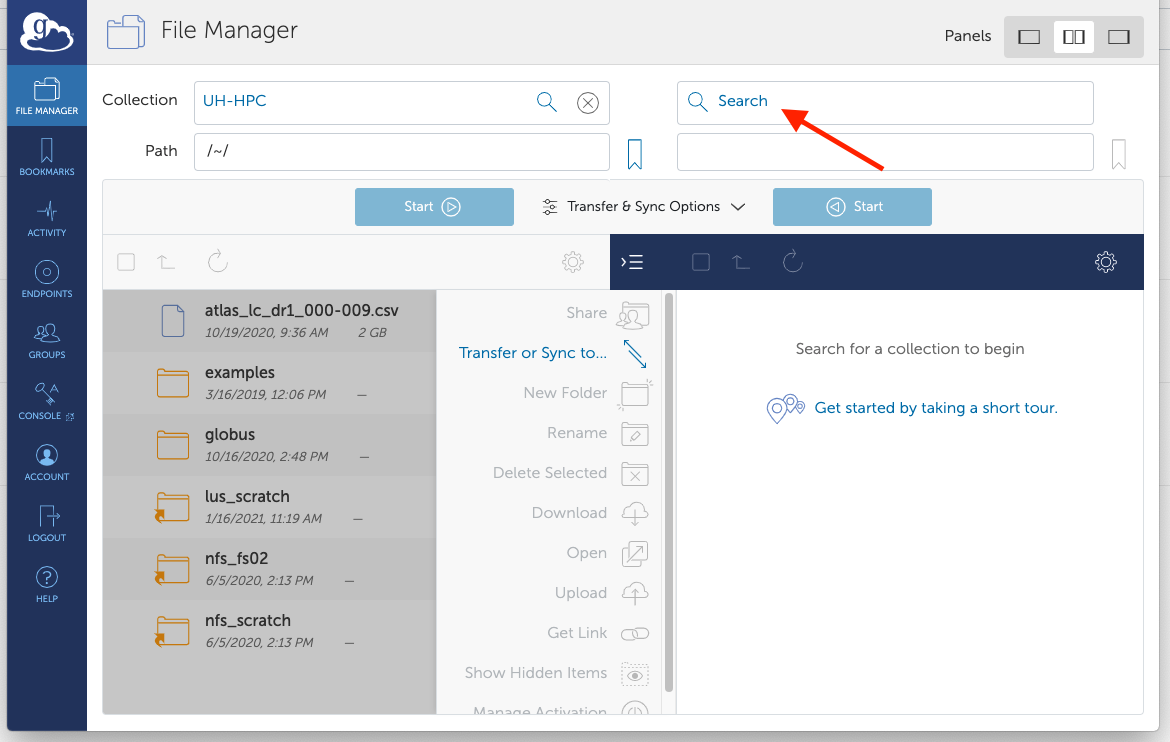 g
File Manager
Panels
FILE MANAGER
Collection
UH-HPC
Search
Path
/~/
BOOKMARKS
Start
Transfer & Sync Options
Start
ACTIVITY
ENDPOINTS
GROUPS
CONSOLE
ACCOUNT
LOGOUT
?
HELP
atlas_lc_dr1_000-009.csv
10/19/2020, 9:36 AM 2 GB
examples
3/16/2019, 12:06 PM —
globus
10/16/2020, 2:48 PM —
lus_scratch
1/16/2021, 11:19 AM —
nfs_fs02
6/5/2020, 2:13 PM —
nfs_scratch
6/5/2020, 2:13 PM —
Share
Transfer or Sync to...
New Folder
Rename
Delete Selected
Download
Open
Upload
Get Link
Show Hidden Items
Manage Activation
Search for a collection to begin
Get started by taking a short tour.